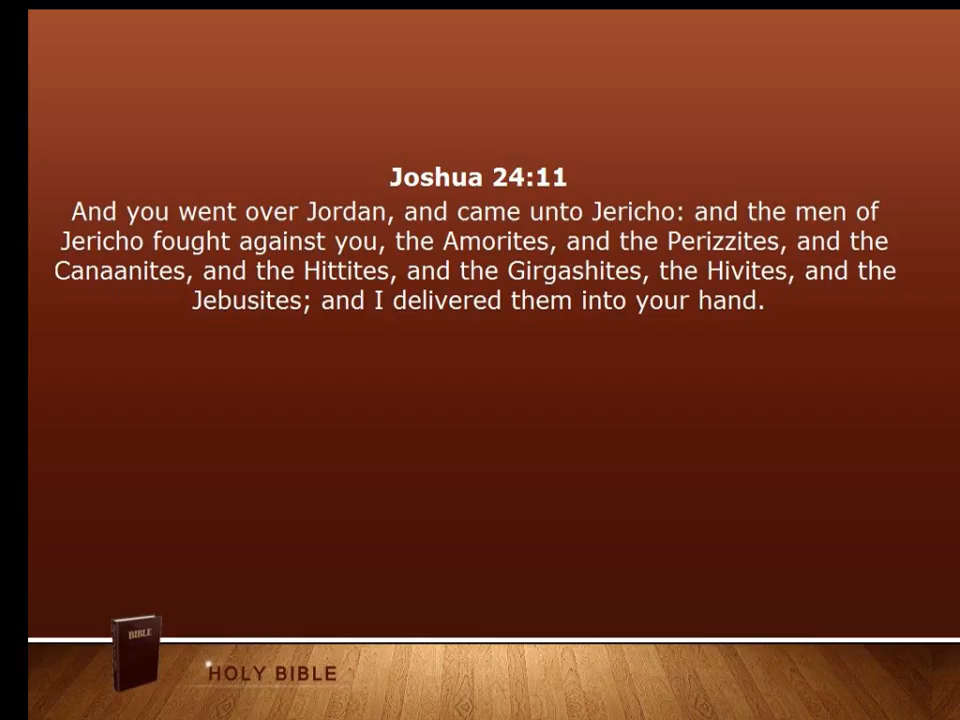 Joshua 24:11
And you went over Jordan, and came unto Jericho: and the men of
Jericho fought against you, the Amorites, and the Perizzites, and the
Canaanites, and the Hittites, and the Girgashites, the Hivites, and the
Jebusites; and I delivered them into your hand.
BIBLE
HOLY BIBLE